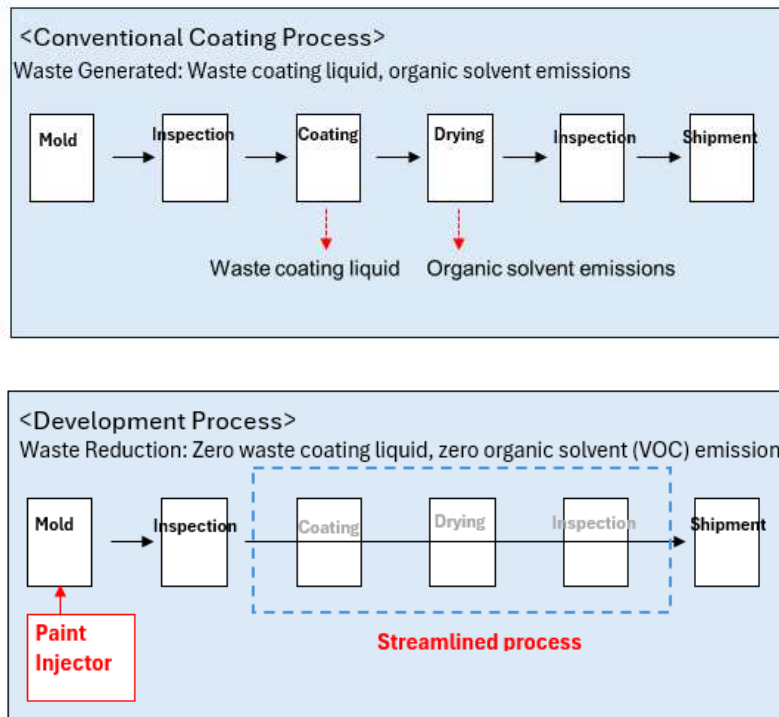 <Conventional Coating Process>
Waste Generated: Waste coating liquid, organic solvent emissions
Mold
Inspection
Coating
Drying
Inspection
Shipment
Waste coating liquid
Organic solvent emissions
<Development Process>
Waste Reduction: Zero waste coating liquid, zero organic solvent (VOC) emission
Mold
Inspection
Coating
Drying
Inspection
Shipment
Paint
Injector
Streamlined process